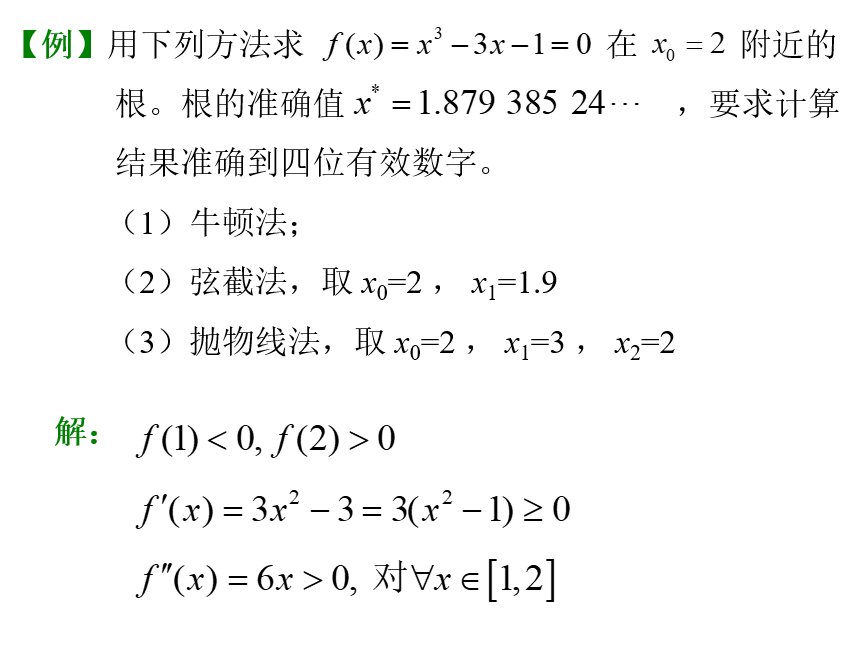 【例】用下列方法求 f(x) = x³ − 3x − 1 = 0 在 x₀ = 2 附近的
根。根的准确值 x* = 1.879 385 24⋯ ，要求计算
结果准确到四位有效数字。
（1）牛顿法；
（2）弦截法，取 x₀=2 ， x₁=1.9
（3）抛物线法，取 x₀=2 ， x₁=3 ， x₂=2
解： f(1) < 0, f(2) > 0
f′(x) = 3x² − 3 = 3(x² − 1) ≥ 0
f″(x) = 6x > 0, 对∀x ∈ [1,2]